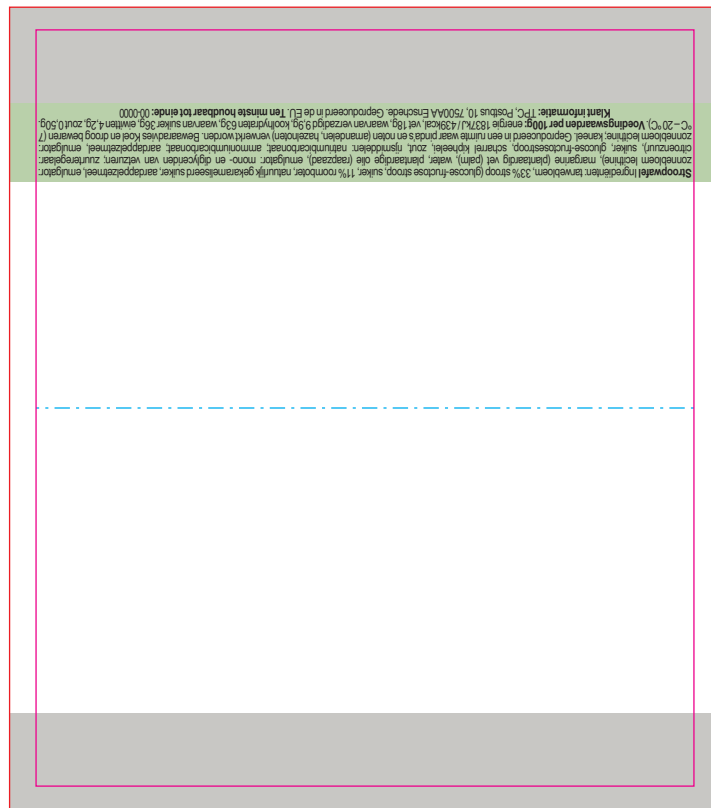 Stroopwafel Ingrediënten: tarwebloem, 33% stroop (glucose-fructose stroop, suiker, 11% roomboter, natuurlijk gekarameliseerd suiker, aardappelzetmeel, emulgator:
zonnebloem lecithine), margarine (plantaardig vet (palm), water, plantaardige olie (rapzaad), emulgator: mono- en diglyceriden van vetzuren; zuurteregelaar:
citroenzuur), suiker, glucose-fructosestroop, scharrel kipheiei, zout, rijsmiddelen: natriumbicarbonaat; ammoniumbicarbonaat; aardappelzetmeel, emulgator:
zonnebloem lecithine; kaneel. Geproduceerd in een ruimte waar pinda's en noten (amandelen, hazelnoten) verwerkt worden. Bewaaradvies Koel en droog bewaren (7
°C – 20 °C). Voedingswaarden per 100g: energie 1837kJ / 439kcal, vet 18g, waarvan verzadigd 9,9g, koolhydraten 63g, waarvan suiker 36g, eiwitten 4,2g, zout 0,50g.
Klant informatie: TPC, Postbus 10, 7500AA Enschede. Geproduceerd in de EU. Ten minste houdbaar tot einde: 00-0000